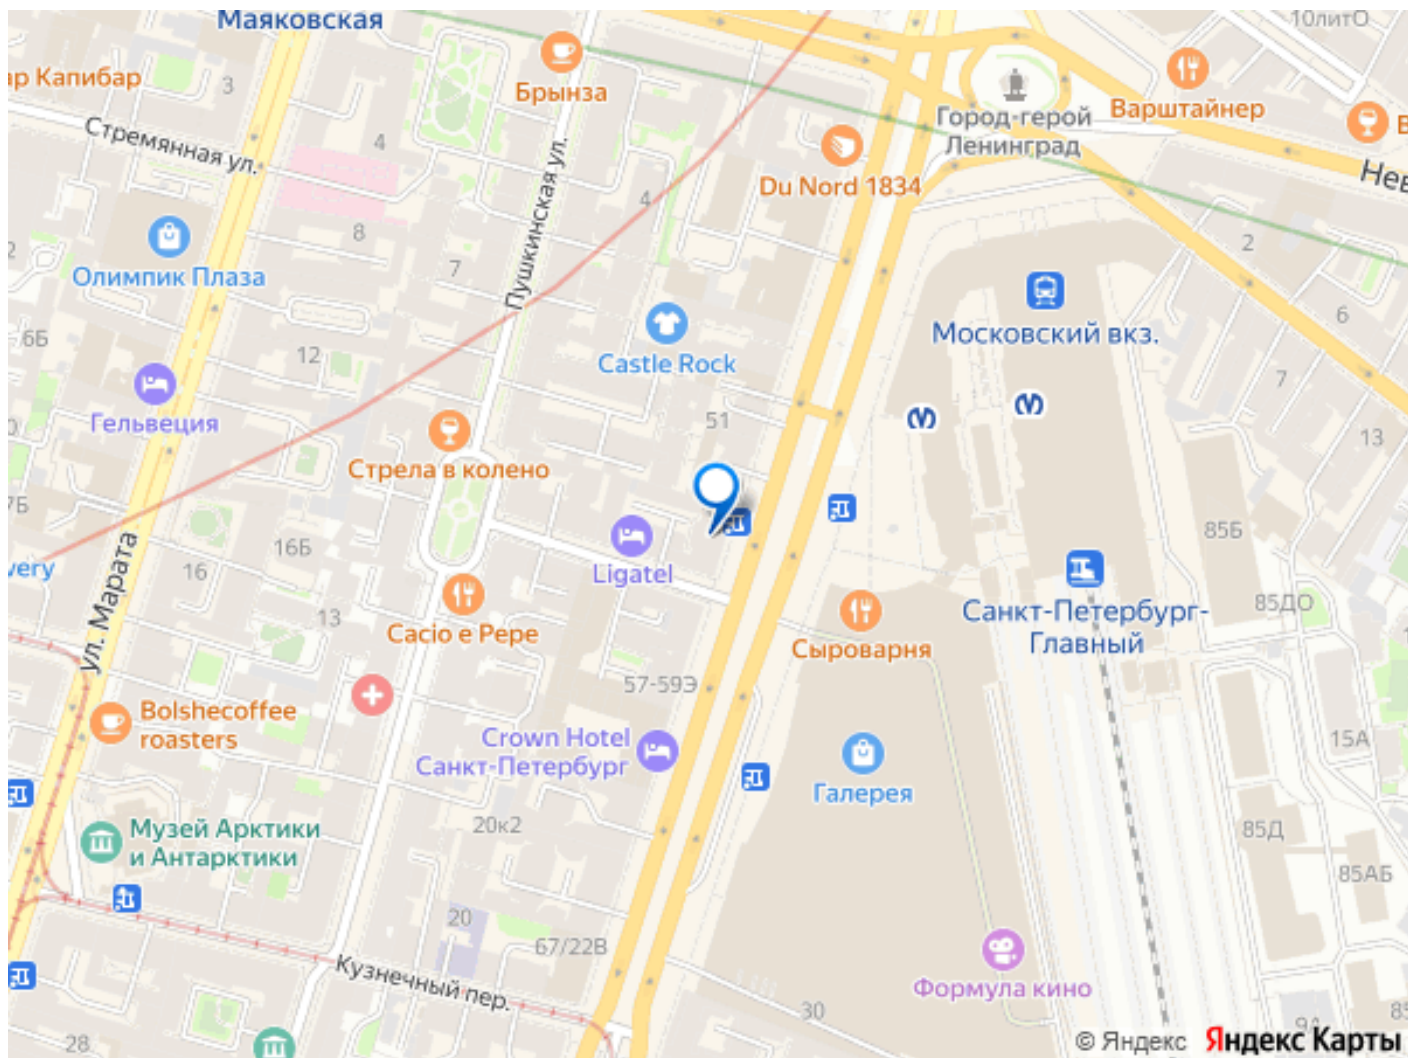 Маяковская
10литО
ар Капибар
3
Брынза
Варштайнер
Город-герой
Ленинград
В
Стремянная ул.
4
Пушкинская ул.
Du Nord 1834
Нев
4
8
2
7
Олимпик Плаза
Московский вкз.
6
6Б
12
Castle Rock
7
Гельвеция
51
13
Стрела в колено
7Б
16Б
85Б
very
16
Ligatel
ул. Марата
13
Cacio e Pepe
Санкт-Петербург-
Главный
85ДО
Сыроварня
57-59Э
Bolshecoffee
roasters
Crown Hotel
Санкт-Петербург
15А
Галерея
20к2
Музей Арктики
и Антарктики
85Д
85АБ
20
67/22В
Кузнечный пер.
Формула кино
30
28
9А
85
© Яндекс Яндекс Карты